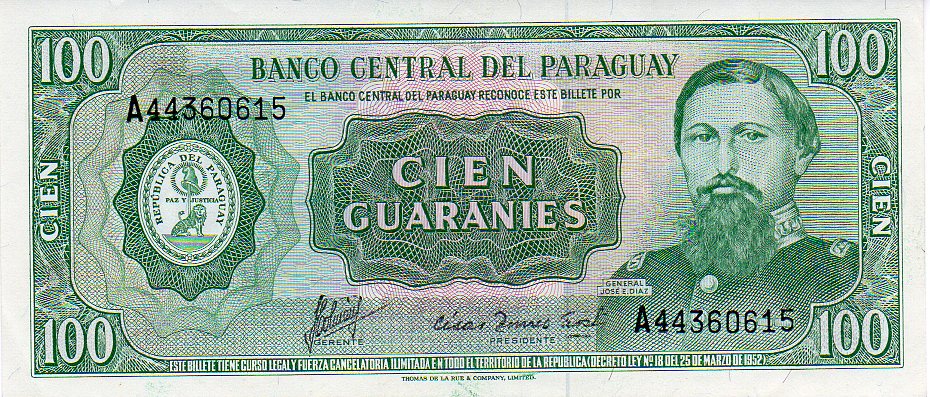 100
100
BANCO CENTRAL DEL PARAGUAY
EL BANCO CENTRAL DEL PARAGUAY RECONOCE ESTE BILLETE POR
A44360615
REPUBLICA DEL PARAGUAY
PAZ Y JUSTICIA
CIEN
CIEN
GUARANIES
CIEN
GENERAL
JOSE E. DIAZ
A44360615
GERENTE
PRESIDENTE
100
100
ESTE BILLETE TIENE CURSO LEGAL Y FUERZA CANCELATORIA ILIMITADA EN TODO EL TERRITORIO DE LA REPUBLICA (DECRETO LEY Nº 18 DEL 25 DE MARZO DE 1952)
THOMAS DE LA RUE & COMPANY, LIMITED.